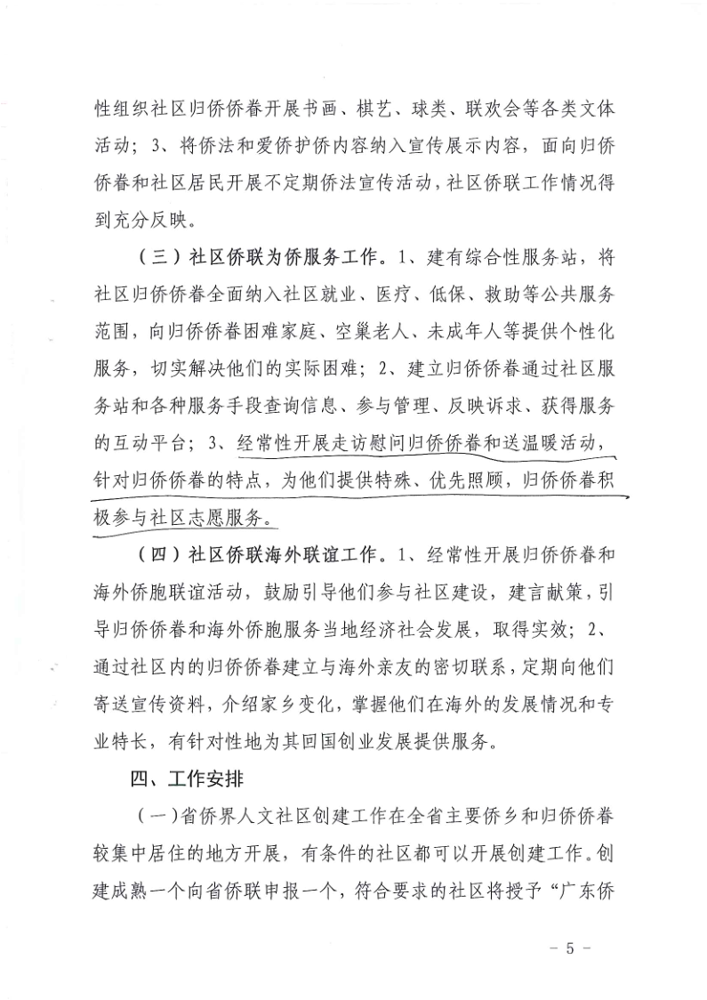 性组织社区归侨侨眷开展书画、棋艺、球类、联欢会等各类文体
活动；3、将侨法和爱侨护侨内容纳入宣传展示内容，面向归侨
侨眷和社区居民开展不定期侨法宣传活动，社区侨联工作情况得
到充分反映。
（三）社区侨联为侨服务工作。1、建有综合性服务站，将
社区归侨侨眷全面纳入社区就业、医疗、低保、救助等公共服务
范围，向归侨侨眷困难家庭、空巢老人、未成年人等提供个性化
服务，切实解决他们的实际困难；2、建立归侨侨眷通过社区服
务站和各种服务手段查询信息、参与管理、反映诉求、获得服务
的互动平台；3、经常性开展走访慰问归侨侨眷和送温暖活动，
针对归侨侨眷的特点，为他们提供特殊、优先照顾，归侨侨眷积
极参与社区志愿服务。
（四）社区侨联海外联谊工作。1、经常性开展归侨侨眷和
海外侨胞联谊活动，鼓励引导他们参与社区建设，建言献策，引
导归侨侨眷和海外侨胞服务当地经济社会发展，取得实效；2、
通过社区内的归侨侨眷建立与海外亲友的密切联系，定期向他们
寄送宣传资料，介绍家乡变化，掌握他们在海外的发展情况和专
业特长，有针对性地为其回国创业发展提供服务。
四、工作安排
（一）省侨界人文社区创建工作在全省主要侨乡和归侨侨眷
较集中居住的地方开展，有条件的社区都可以开展创建工作。创
建成熟一个向省侨联申报一个，符合要求的社区将授予“广东侨
- 5 -